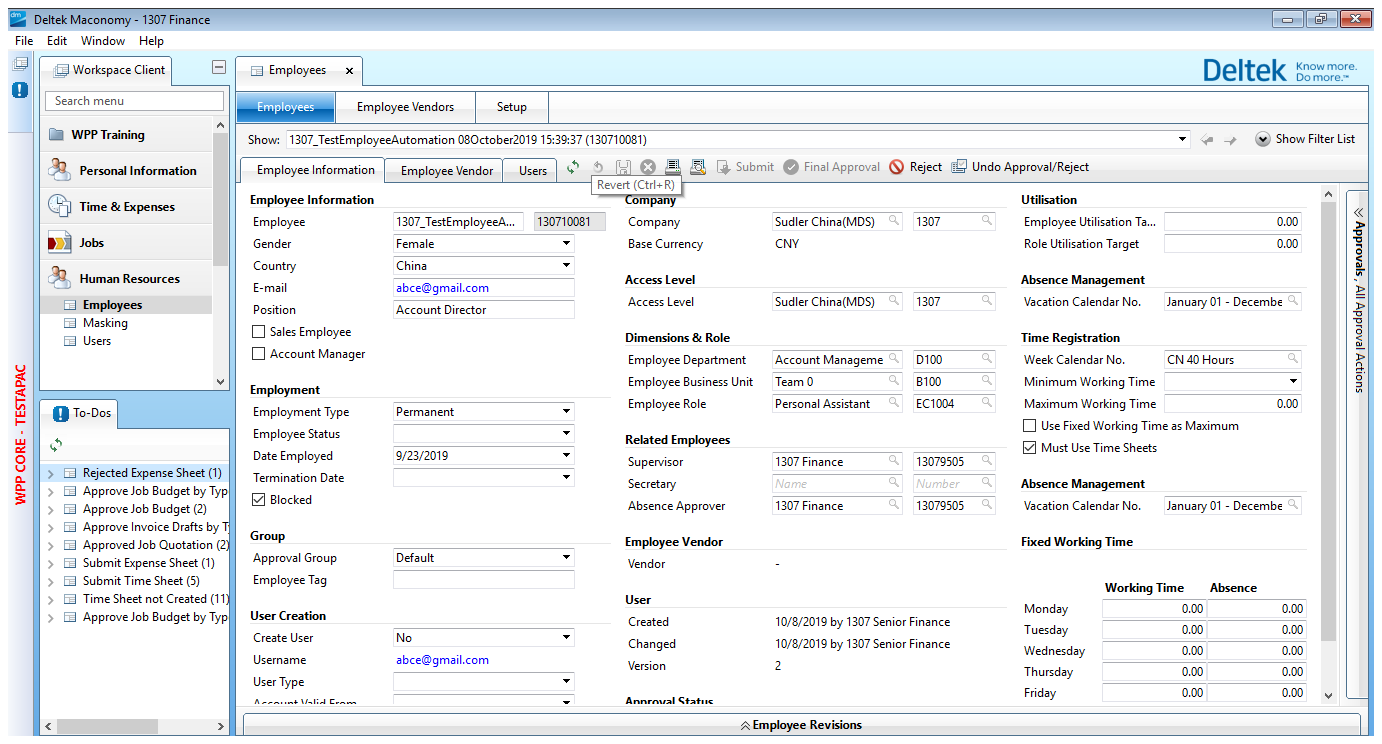 Deltek Maconomy - 1307 Finance
File Edit Window Help
Workspace Client
Search menu
WPP Training
Personal Information
Time & Expenses
Jobs
Human Resources
Employees
Masking
Users
WPP CORE - TESTAPAC
To-Dos
Rejected Expense Sheet (1)
Approve Job Budget by Typ
Approve Job Budget (2)
Approve Invoice Drafts by T
Approved Job Quotation (2)
Submit Expense Sheet (1)
Submit Time Sheet (5)
Time Sheet not Created (11)
Approve Job Budget by Typ
Employees x
Deltek Know more. Do more.™
Employees Employee Vendors Setup
Show: 1307_TestEmployeeAutomation 08October2019 15:39:37 (130710081) Show Filter List
Employee Information Employee Vendor Users Submit Final Approval Reject Undo Approval/Reject
Revert (Ctrl+R)
Employee Information
Employee 1307_TestEmployeeA... 130710081
Gender Female
Country China
E-mail abce@gmail.com
Position Account Director
Sales Employee
Account Manager
Employment
Employment Type Permanent
Employee Status
Date Employed 9/23/2019
Termination Date
Blocked
Group
Approval Group Default
Employee Tag
User Creation
Create User No
Username abce@gmail.com
User Type
Account Valid From
Company
Company Sudler China(MDS) 1307
Base Currency CNY
Access Level
Access Level Sudler China(MDS) 1307
Dimensions & Role
Employee Department Account Manageme D100
Employee Business Unit Team 0 B100
Employee Role Personal Assistant EC1004
Related Employees
Supervisor 1307 Finance 13079505
Secretary Name Number
Absence Approver 1307 Finance 13079505
Employee Vendor
Vendor -
User
Created 10/8/2019 by 1307 Senior Finance
Changed 10/8/2019 by 1307 Senior Finance
Version 2
Approval Status
Utilisation
Employee Utilisation Ta... 0.00
Role Utilisation Target 0.00
Absence Management
Vacation Calendar No. January 01 - Decembe
Time Registration
Week Calendar No. CN 40 Hours
Minimum Working Time
Maximum Working Time 0.00
Use Fixed Working Time as Maximum
Must Use Time Sheets
Absence Management
Vacation Calendar No. January 01 - Decembe
Fixed Working Time
Working Time Absence
Monday 0.00 0.00
Tuesday 0.00 0.00
Wednesday 0.00 0.00
Thursday 0.00 0.00
Friday 0.00 0.00
Approvals, All Approval Actions
Employee Revisions